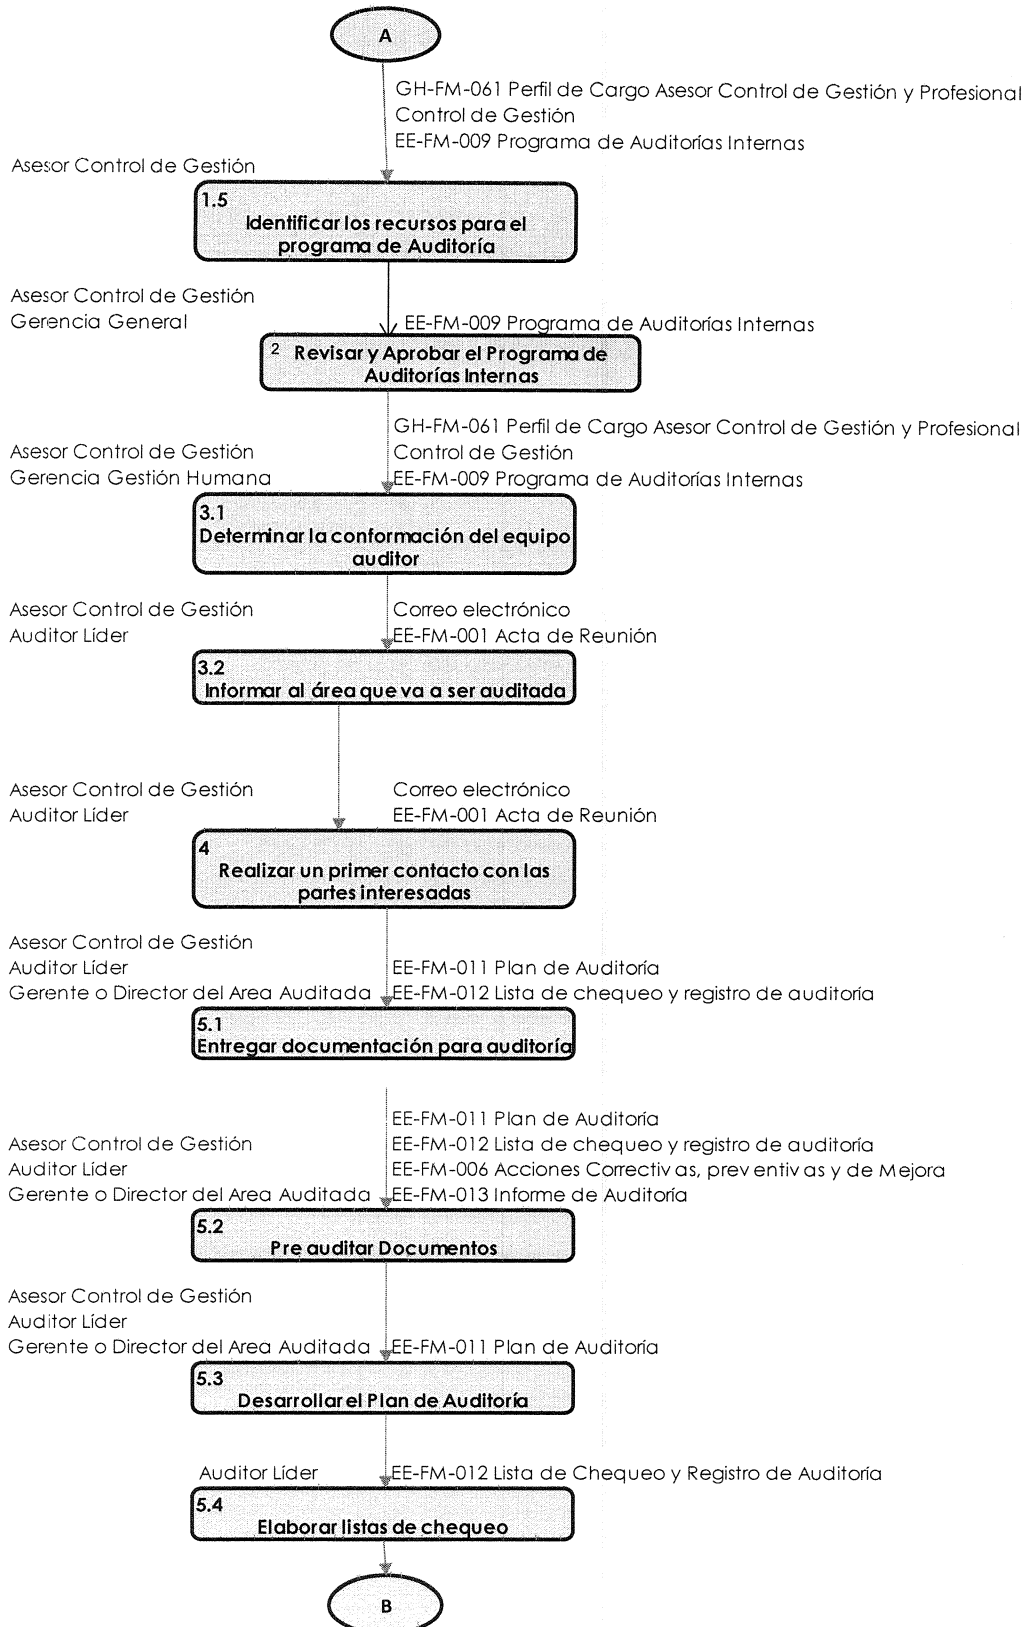 A
GH-FM-061 Perfil de Cargo Asesor Control de Gestión y Profesional
Control de Gestión
EE-FM-009 Programa de Auditorías Internas
Asesor Control de Gestión
1.5
Identificar los recursos para el
programa de Auditoría
Asesor Control de Gestión
Gerencia General
EE-FM-009 Programa de Auditorías Internas
2 Revisar y Aprobar el Programa de
Auditorías Internas
GH-FM-061 Perfil de Cargo Asesor Control de Gestión y Profesional
Asesor Control de Gestión
Control de Gestión
Gerencia Gestión Humana
EE-FM-009 Programa de Auditorías Internas
3.1
Determinar la conformación del equipo
auditor
Asesor Control de Gestión
Correo electrónico
Auditor Líder
EE-FM-001 Acta de Reunión
3.2
Informar al área que va a ser auditada
Asesor Control de Gestión
Correo electrónico
Auditor Líder
EE-FM-001 Acta de Reunión
4
Realizar un primer contacto con las
partes interesadas
Asesor Control de Gestión
Auditor Líder
EE-FM-011 Plan de Auditoría
Gerente o Director del Area Auditada
EE-FM-012 Lista de chequeo y registro de auditoría
5.1
Entregar documentación para auditoría
EE-FM-011 Plan de Auditoría
Asesor Control de Gestión
EE-FM-012 Lista de chequeo y registro de auditoría
Auditor Líder
EE-FM-006 Acciones Correctivas, preventivas y de Mejora
Gerente o Director del Area Auditada
EE-FM-013 Informe de Auditoría
5.2
Pre auditar Documentos
Asesor Control de Gestión
Auditor Líder
Gerente o Director del Area Auditada
EE-FM-011 Plan de Auditoría
5.3
Desarrollar el Plan de Auditoría
Auditor Líder
EE-FM-012 Lista de Chequeo y Registro de Auditoría
5.4
Elaborar listas de chequeo
B